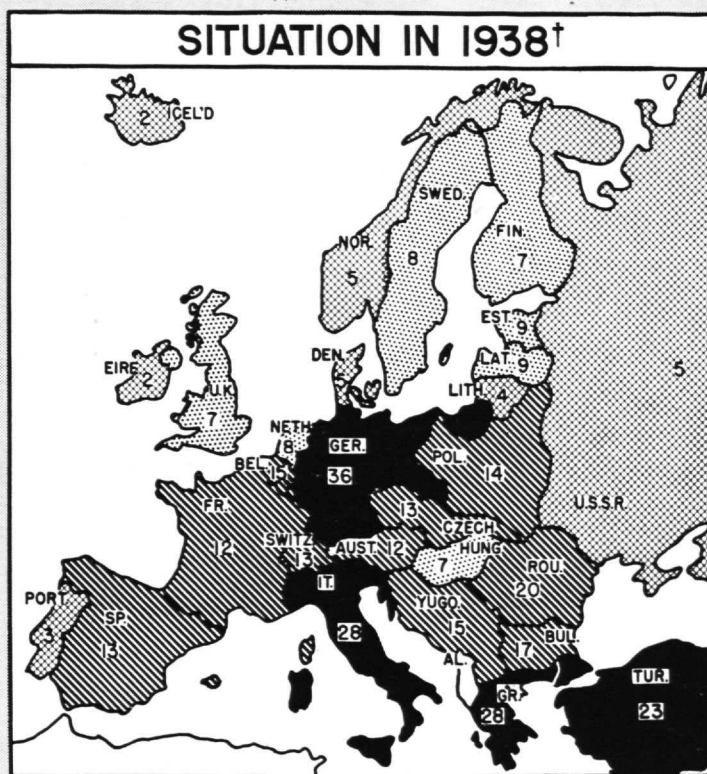 SITUATION IN 1938†
2 ICEL'D
SWED.
NOR.
FIN.
8
7
5
EST.
9
DEN.
LAT.
9
5
EIRE
5
2
U.K.
LITH.
4
7
NETH.
8
GER.
BEL.
15
36
POL.
14
FR.
13
U.S.S.R.
CZECH.
12
SWITZ.
13
AUST.
12
HUNG.
7
ROU.
20
PORT.
3
SP.
13
IT.
28
YUGO.
15
BUL.
17
AL.
TUR.
GR.
28
23